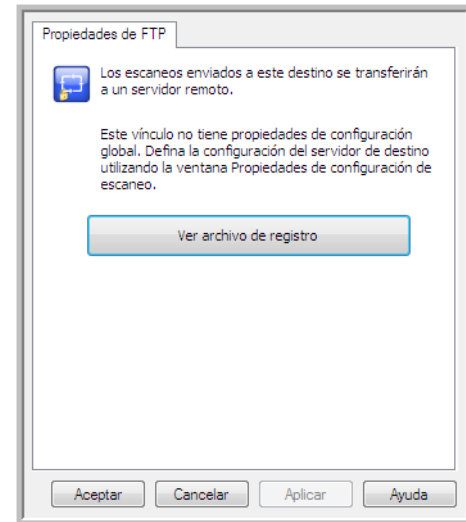 Propiedades de FTP
Los escaneos enviados a este destino se transferirán
a un servidor remoto.
Este vínculo no tiene propiedades de configuración
global. Defina la configuración del servidor de destino
utilizando la ventana Propiedades de configuración de
escaneo.
Ver archivo de registro
Aceptar Cancelar Aplicar Ayuda